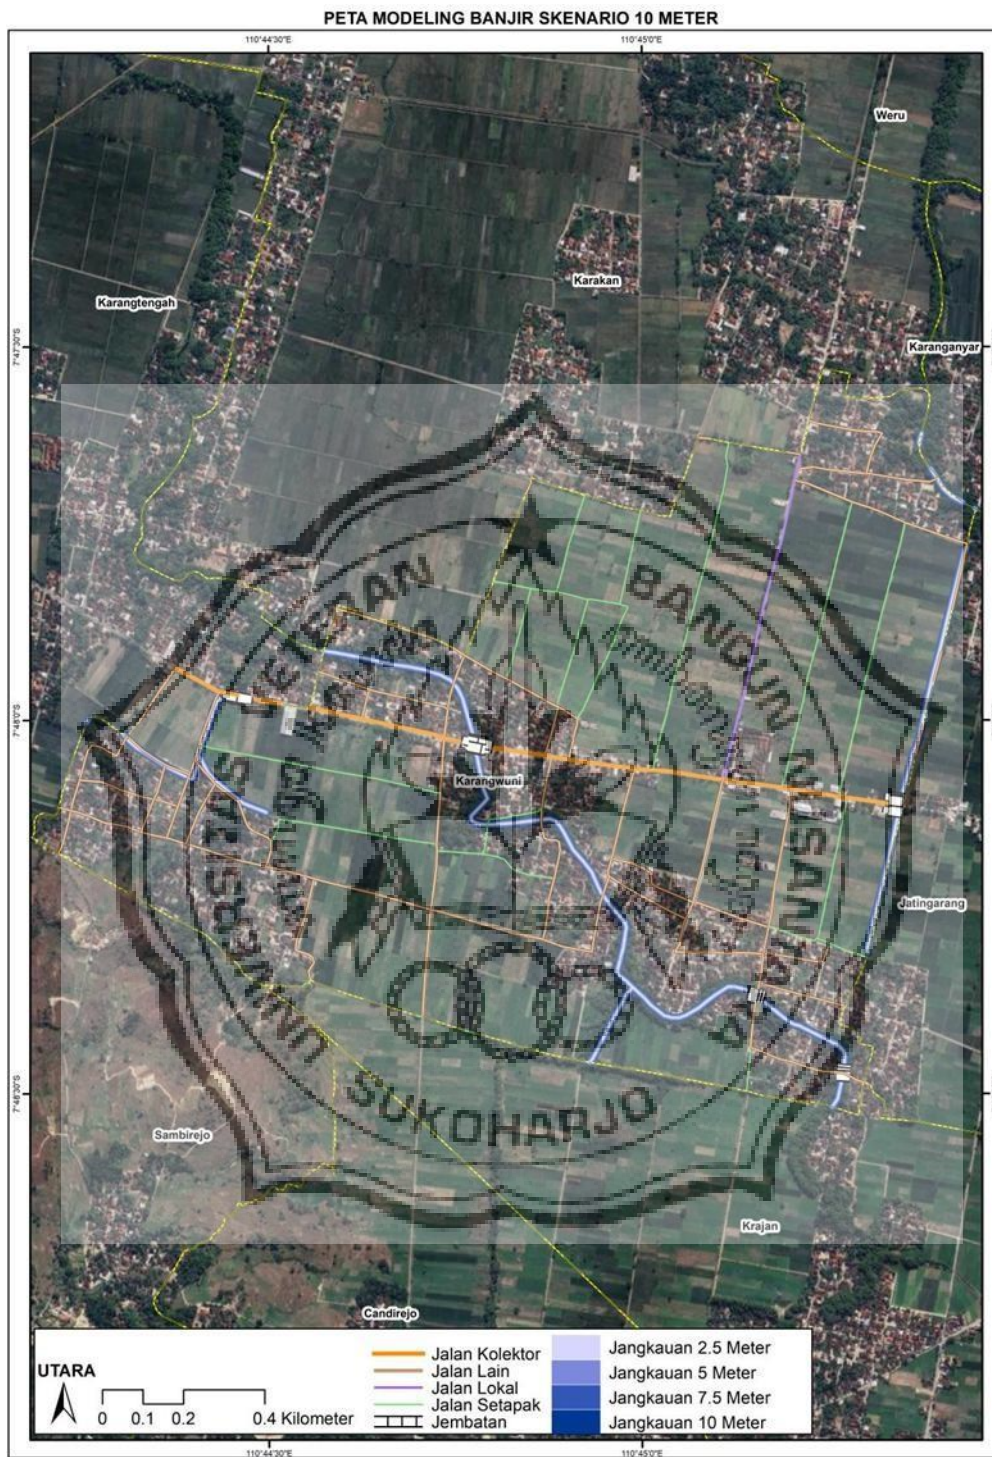 PETA MODELING BANJIR SKENARIO 10 METER
110°44'30"E
110°45'0"E
Weru
Karakan
Karangtengah
7°47'30"S
Karanganyar
VETERAN BANGUN NUSANTARA
7°48'0"S
Karangwuni
UNIVERSITAS
Jatingarang
7°48'30"S
SUKOHARJO
Sambirejo
Krajan
Candirejo
UTARA
0 0.1 0.2 0.4 Kilometer
Jalan Kolektor
Jalan Lain
Jalan Lokal
Jalan Setapak
Jembatan
Jangkauan 2.5 Meter
Jangkauan 5 Meter
Jangkauan 7.5 Meter
Jangkauan 10 Meter
110°44'30"E
110°45'0"E